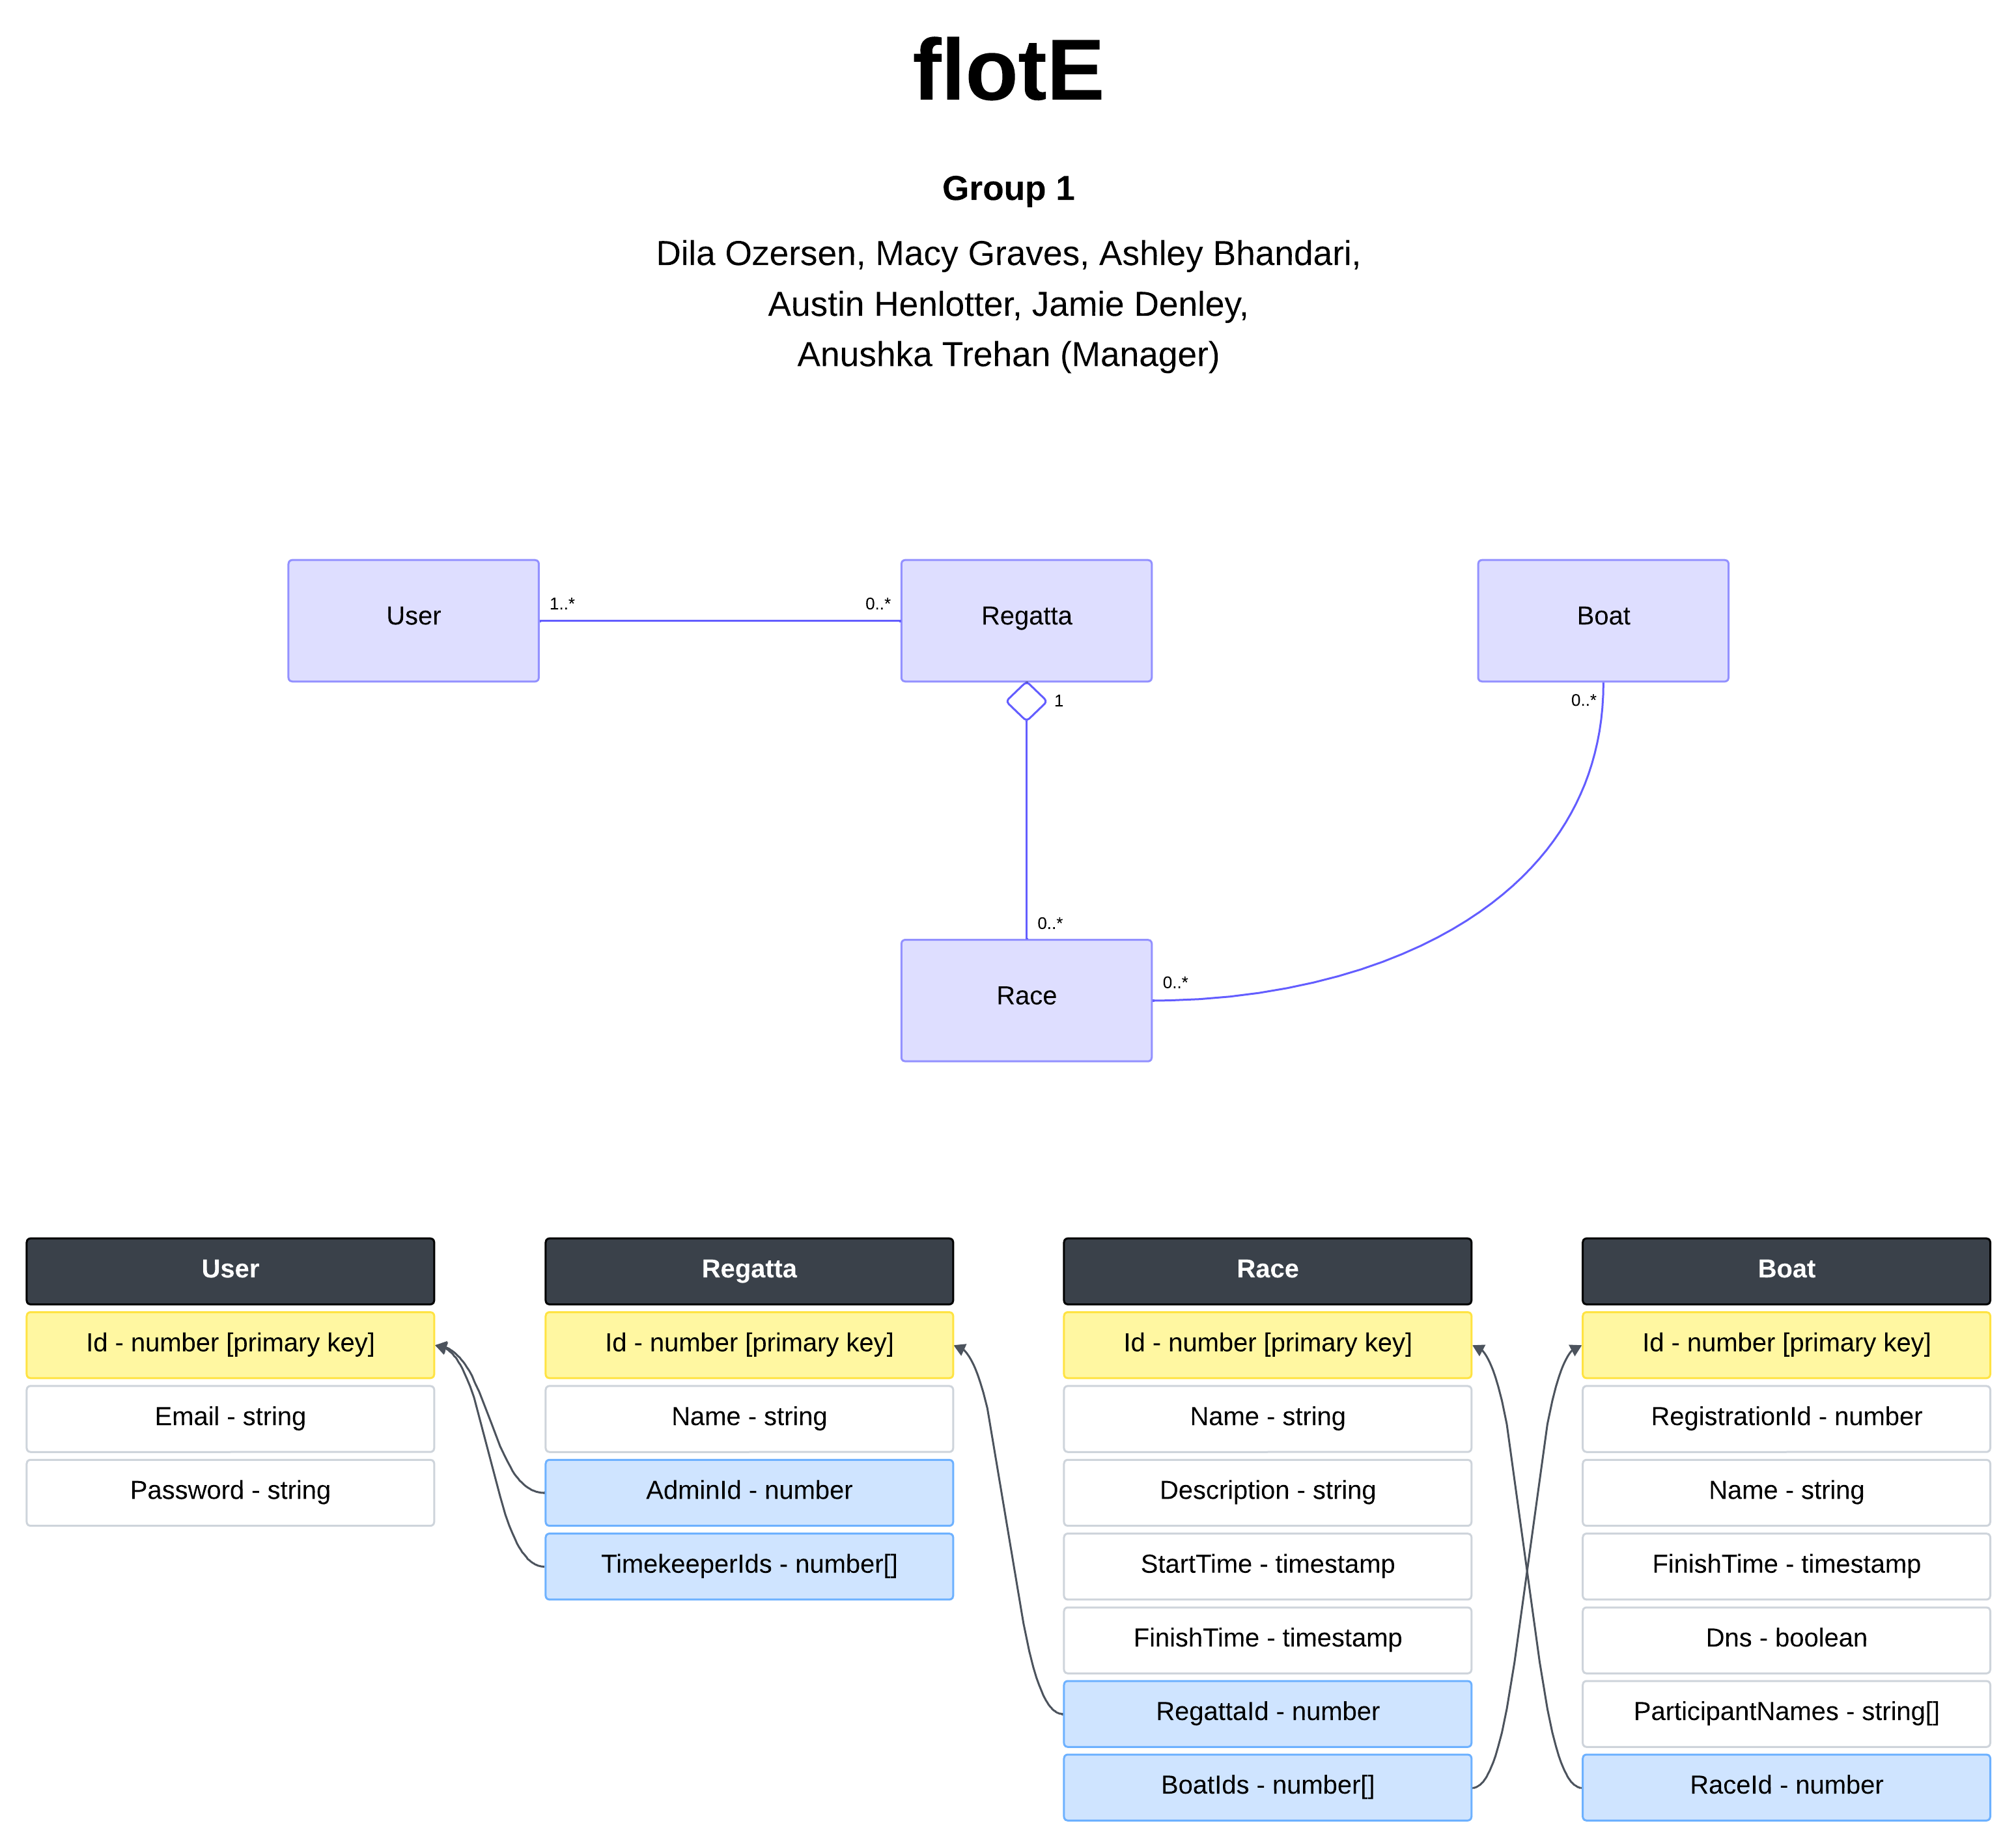 flotE
Group 1
Dila Ozersen, Macy Graves, Ashley Bhandari,
Austin Henlotter, Jamie Denley,
Anushka Trehan (Manager)
User
1..*
0..*
Regatta
Boat
1
0..*
0..*
Race
0..*
User
Id - number [primary key]
Email - string
Password - string
Regatta
Id - number [primary key]
Name - string
AdminId - number
TimekeeperIds - number[]
Race
Id - number [primary key]
Name - string
Description - string
StartTime - timestamp
FinishTime - timestamp
RegattaId - number
BoatIds - number[]
Boat
Id - number [primary key]
RegistrationId - number
Name - string
FinishTime - timestamp
Dns - boolean
ParticipantNames - string[]
RaceId - number